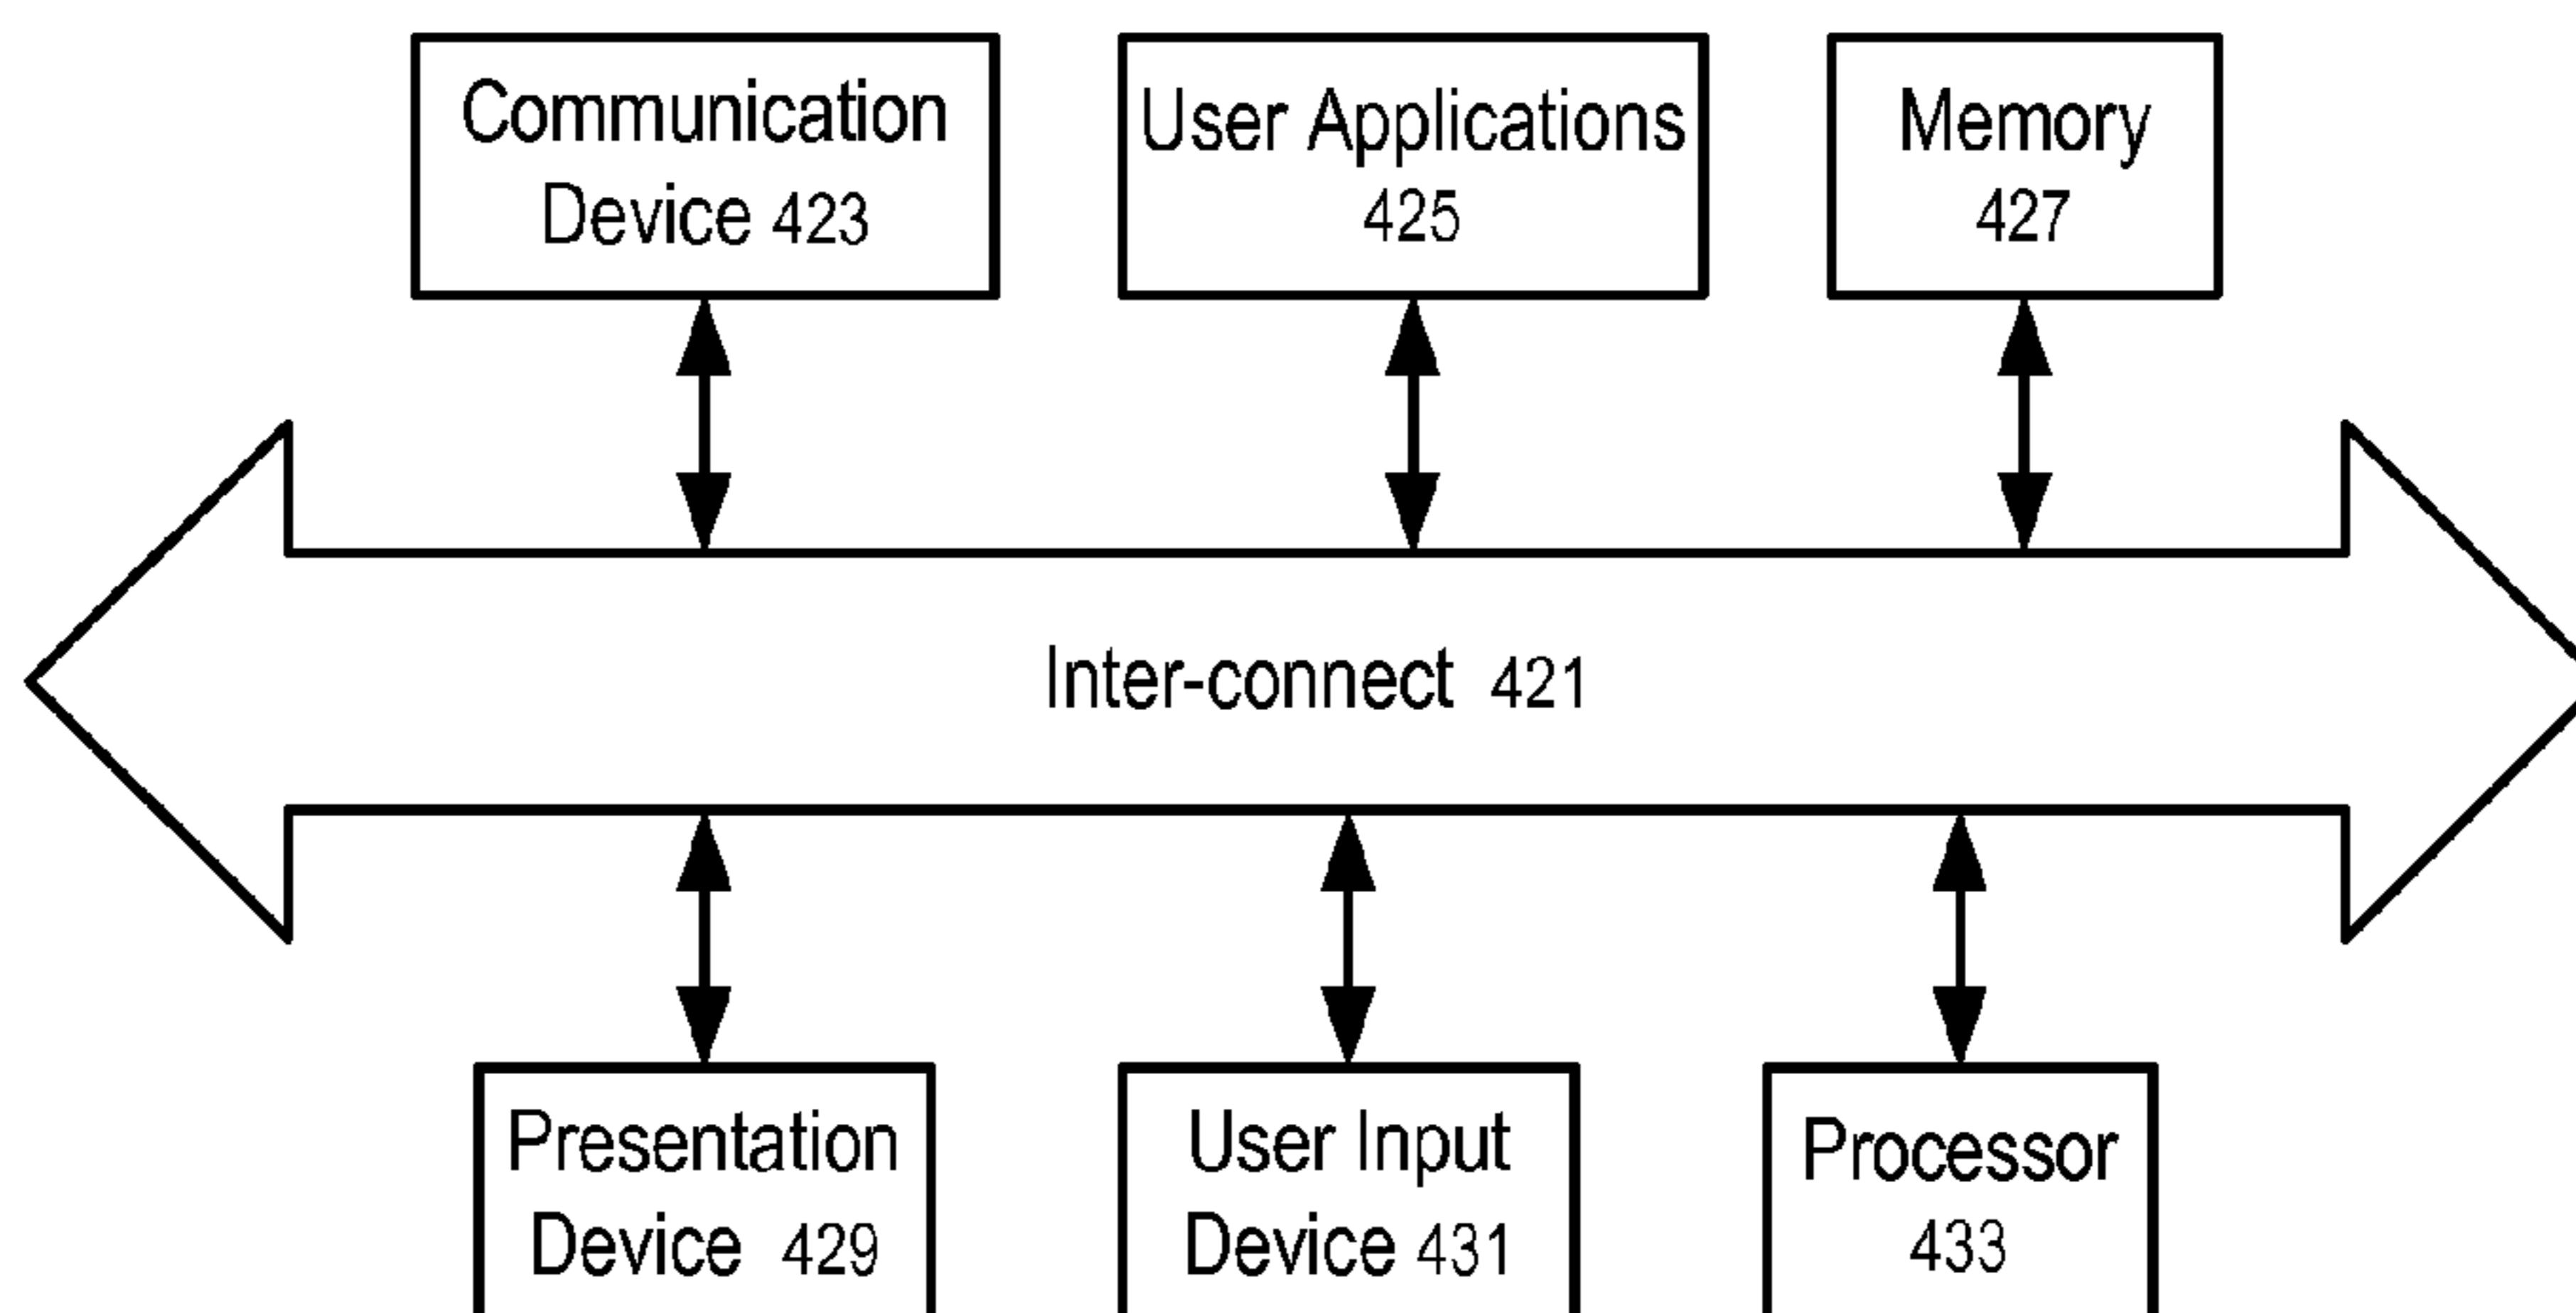 Communication
Device 423
User Applications
425
Memory
427
Inter-connect 421
Presentation
Device 429
User Input
Device 431
Processor
433